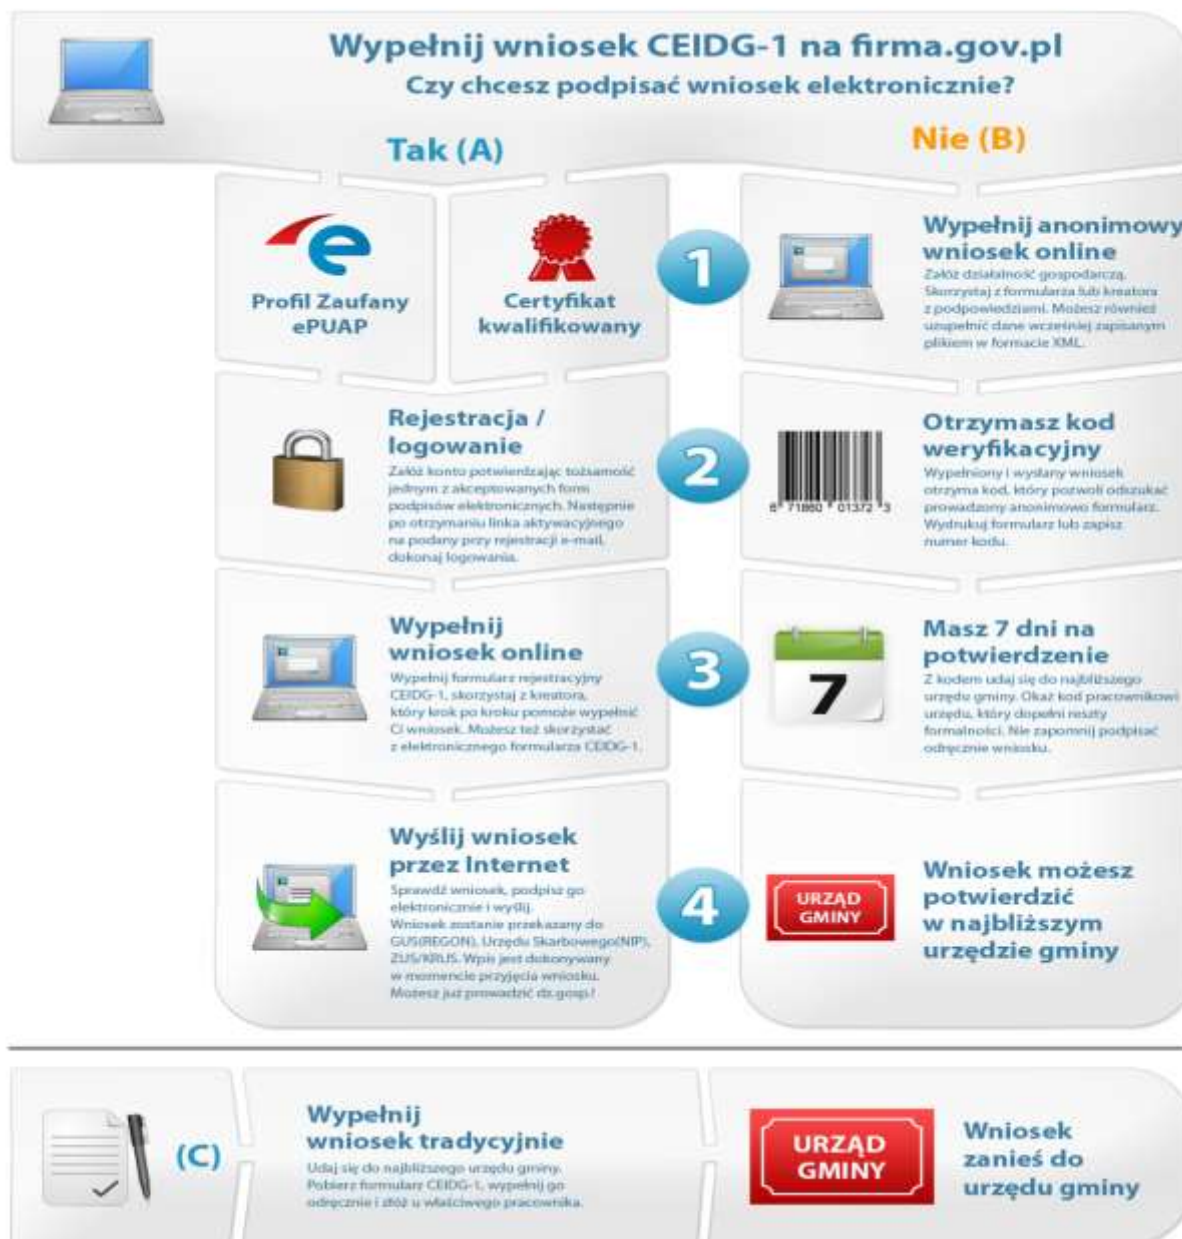 Wypełnij wniosek CEIDG-1 na firma.gov.pl
Czy chcesz podpisać wniosek elektronicznie?
Tak (A)
Nie (B)
Profil Zaufany
ePUAP
Certyfikat
kwalifikowany
1
Wypełnij anonimowy
wniosek online
Załóż działalność gospodarczą.
Skorzystaj z formularza lub kreatora
z podpowiedziami. Możesz również
uzupełnić dane wcześniej zapisanym
plikiem w formacie XML.
Rejestracja /
logowanie
Załóż konto potwierdzając tożsamość
jednym z akceptowanych form
podpisów elektronicznych. Następnie
po otrzymaniu linka aktywacyjnego
na podany przy rejestracji e-mail,
dokonaj logowania.
2
6 71860 01372 3
Otrzymasz kod
weryfikacyjny
Wypełniony i wysłany wniosek
otrzyma kod, który pozwoli odszukać
prowadzony anonimowo formularz.
Wydrukuj formularz lub zapisz
numer kodu.
Wypełnij
wniosek online
Wypełnij formularz rejestracyjny
CEIDG-1, skorzystaj z kreatora,
który krok po kroku pomoże wypełnić
Ci wniosek. Możesz też skorzystać
z elektronicznego formularza CEIDG-1.
3
7
Masz 7 dni na
potwierdzenie
Z kodem udaj się do najbliższego
urzędu gminy. Okaż kod pracownikowi
urzędu, który dopełni reszty
formalności. Nie zapomnij podpisać
odręcznie wniosku.
Wyślij wniosek
przez Internet
Sprawdź wniosek, podpisz go
elektronicznie i wyślij.
Wniosek zostanie przekazany do
GUS(REGON), Urzędu Skarbowego(NIP),
ZUS/KRUS. Wpis jest dokonywany
w momencie przyjęcia wniosku.
Możesz już prowadzić dz.gosp.!
4
URZĄD
GMINY
Wniosek możesz
potwierdzić
w najbliższym
urzędzie gminy
(C)
Wypełnij
wniosek tradycyjnie
Udaj się do najbliższego urzędu gminy.
Pobierz formularz CEIDG-1, wypełnij go
odręcznie i złóż u właściwego pracownika.
URZĄD
GMINY
Wniosek
zanieś do
urzędu gminy